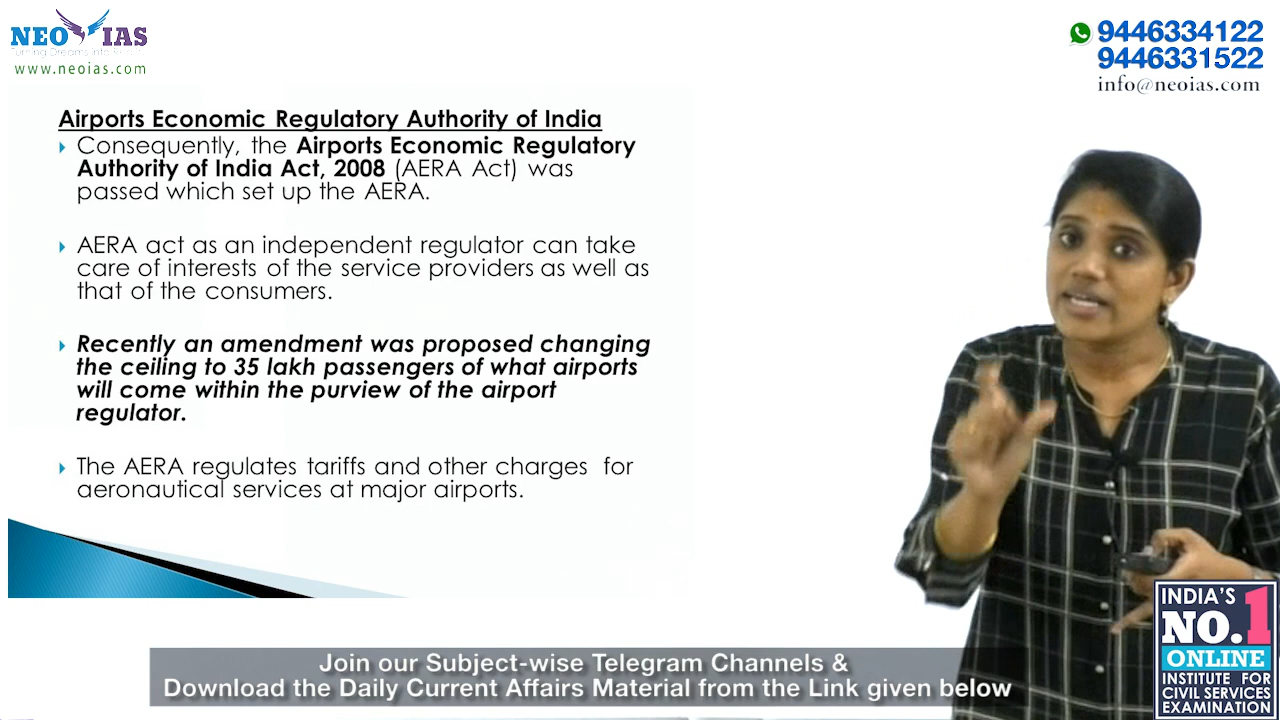 NEO IAS
Turning Dreams into Reality
www.neoias.com
9446334122
9446331522
info@neoias.com
Airports Economic Regulatory Authority of India
Consequently, the Airports Economic Regulatory
Authority of India Act, 2008 (AERA Act) was
passed which set up the AERA.
AERA act as an independent regulator can take
care of interests of the service providers as well as
that of the consumers.
Recently an amendment was proposed changing
the ceiling to 35 lakh passengers of what airports
will come within the purview of the airport
regulator.
The AERA regulates tariffs and other charges for
aeronautical services at major airports.
INDIA'S
NO.1
ONLINE
INSTITUTE FOR
CIVIL SERVICES
EXAMINATION
Join our Subject-wise Telegram Channels &
Download the Daily Current Affairs Material from the Link given below